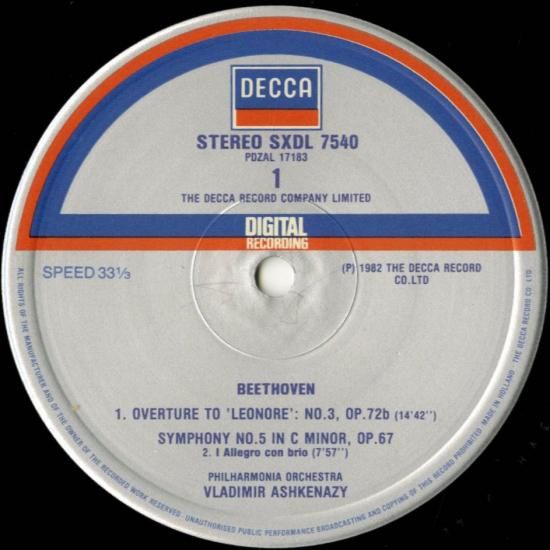 DECCA
STEREO SXDL 7540
PDZAL 17183
1
THE DECCA RECORD COMPANY LIMITED
DIGITAL
RECORDING
SPEED 33⅓
(P) 1982 THE DECCA RECORD
CO.LTD
BEETHOVEN
1. OVERTURE TO 'LEONORE': NO.3, OP.72b (14'42'')
SYMPHONY NO.5 IN C MINOR, OP.67
2. I Allegro con brio (7'57'')
PHILHARMONIA ORCHESTRA
VLADIMIR ASHKENAZY
ALL RIGHTS OF THE MANUFACTURER AND OF THE OWNER OF THE RECORDED WORK RESERVED · UNAUTHORISED PUBLIC PERFORMANCE BROADCASTING AND COPYING OF THIS RECORD PROHIBITED · MADE IN HOLLAND · THE DECCA RECORD CO LTD